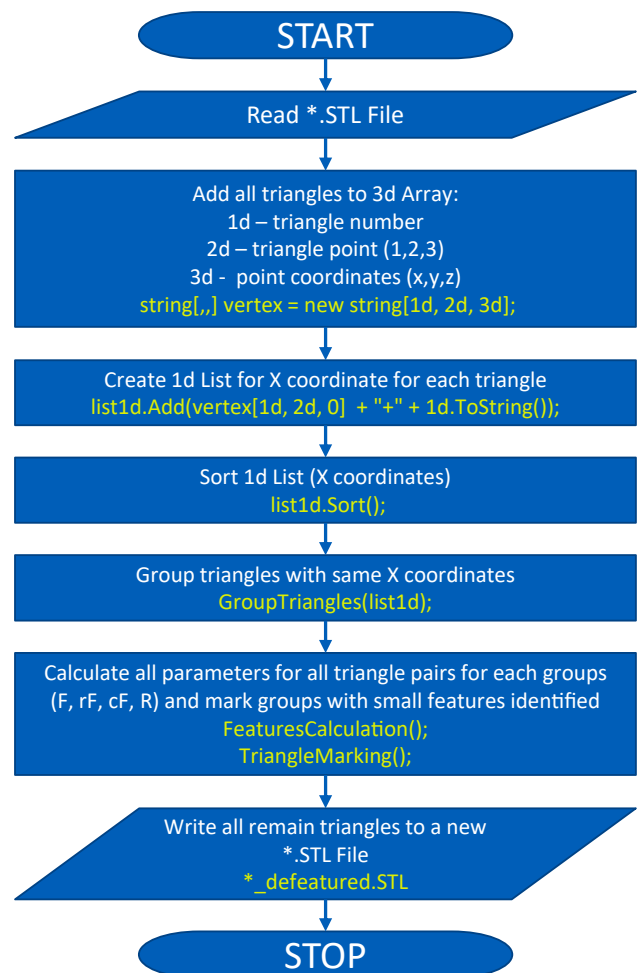 START
Read *.STL File
Add all triangles to 3d Array:
1d – triangle number
2d – triangle point (1,2,3)
3d - point coordinates (x,y,z)
string[,,] vertex = new string[1d, 2d, 3d];
Create 1d List for X coordinate for each triangle
list1d.Add(vertex[1d, 2d, 0] + "+" + 1d.ToString());
Sort 1d List (X coordinates)
list1d.Sort();
Group triangles with same X coordinates
GroupTriangles(list1d);
Calculate all parameters for all triangle pairs for each groups
(F, rF, cF, R) and mark groups with small features identified
FeaturesCalculation();
TriangleMarking();
Write all remain triangles to a new
*.STL File
*_defeatured.STL
STOP